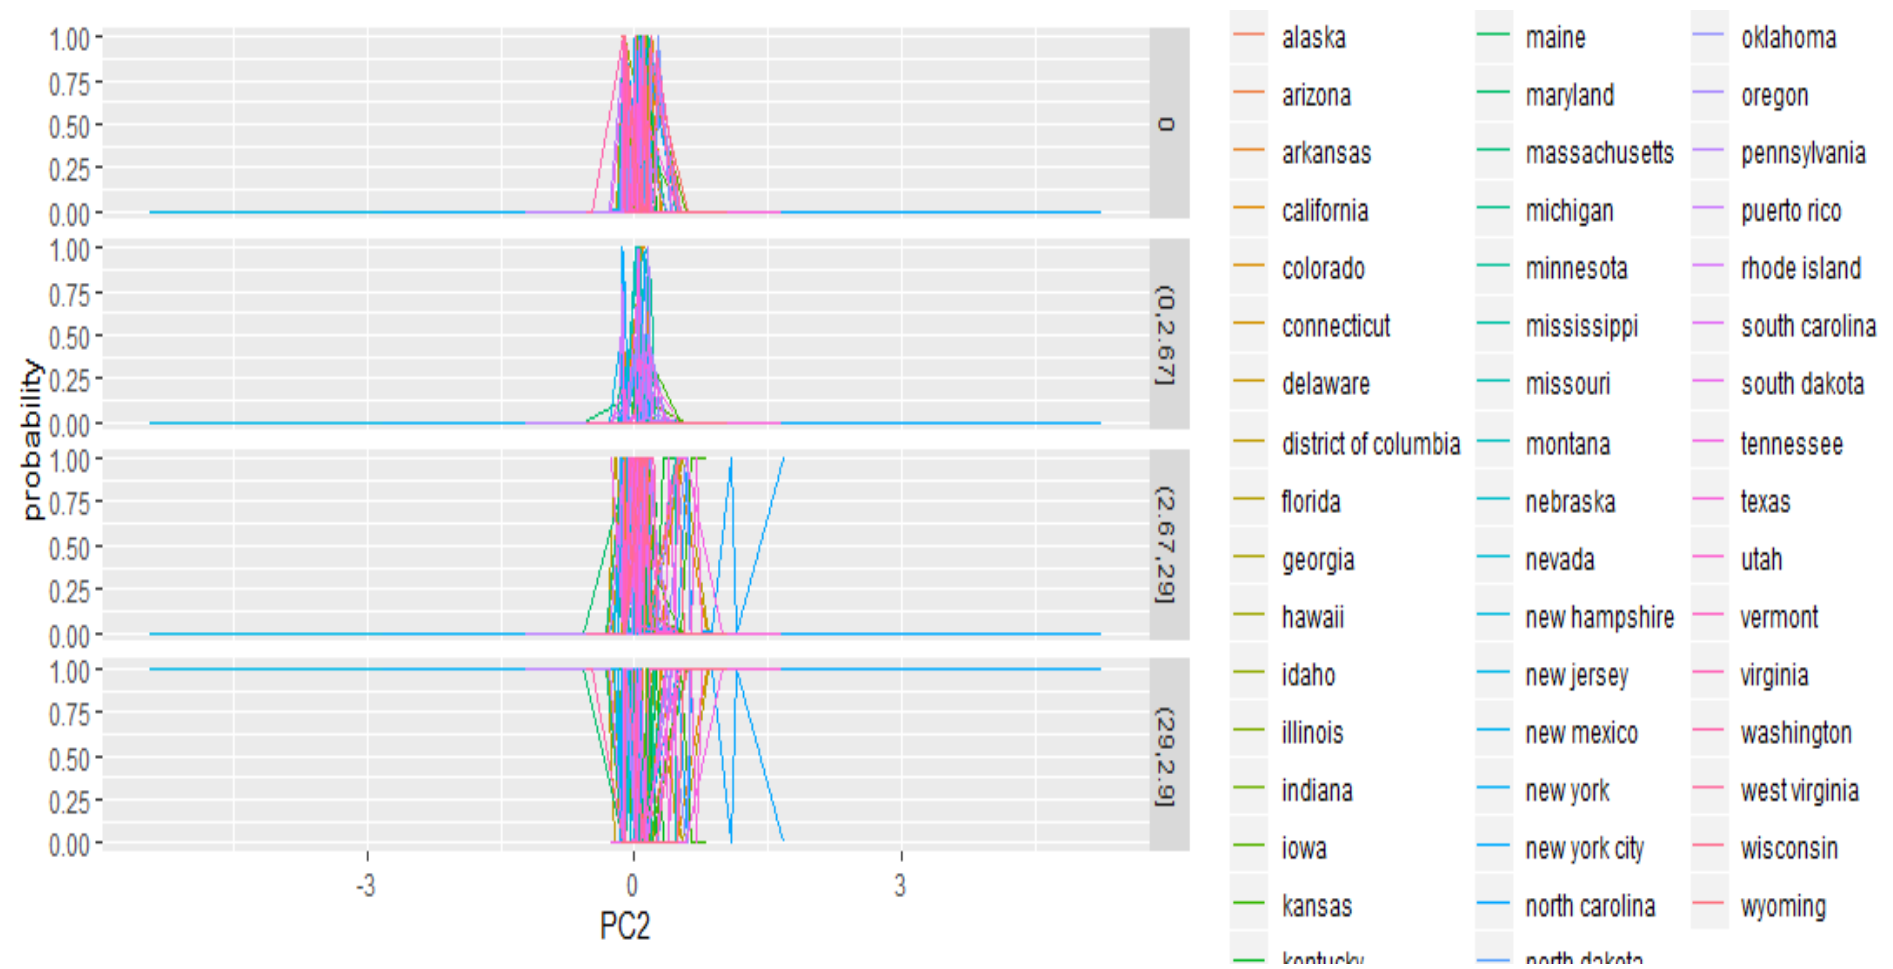 probability
1.00
0.75
0.50
0.25
0.00
0
1.00
0.75
0.50
0.25
0.00
(0,2.67]
1.00
0.75
0.50
0.25
0.00
(2.67,29]
1.00
0.75
0.50
0.25
0.00
(29,2.9]
-3
0
3
PC2
alaska
arizona
arkansas
california
colorado
connecticut
delaware
district of columbia
florida
georgia
hawaii
idaho
illinois
indiana
iowa
kansas
kentucky
maine
maryland
massachusetts
michigan
minnesota
mississippi
missouri
montana
nebraska
nevada
new hampshire
new jersey
new mexico
new york
new york city
north carolina
north dakota
oklahoma
oregon
pennsylvania
puerto rico
rhode island
south carolina
south dakota
tennessee
texas
utah
vermont
virginia
washington
west virginia
wisconsin
wyoming